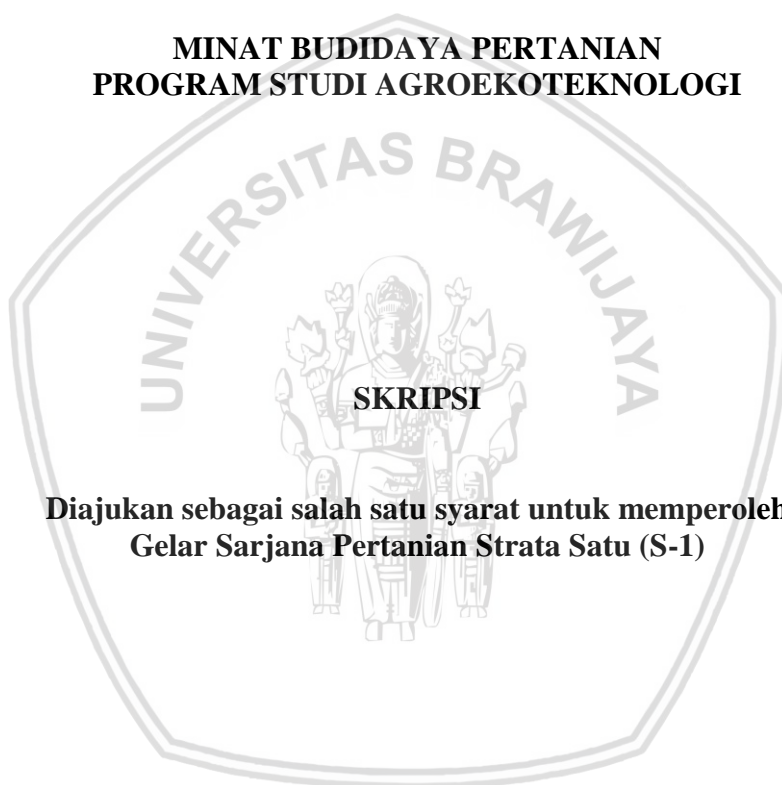 MINAT BUDIDAYA PERTANIAN
PROGRAM STUDI AGROEKOTEKNOLOGI
UNIVERSITAS BRAWIJAYA
SKRIPSI
Diajukan sebagai salah satu syarat untuk memperoleh
Gelar Sarjana Pertanian Strata Satu (S-1)